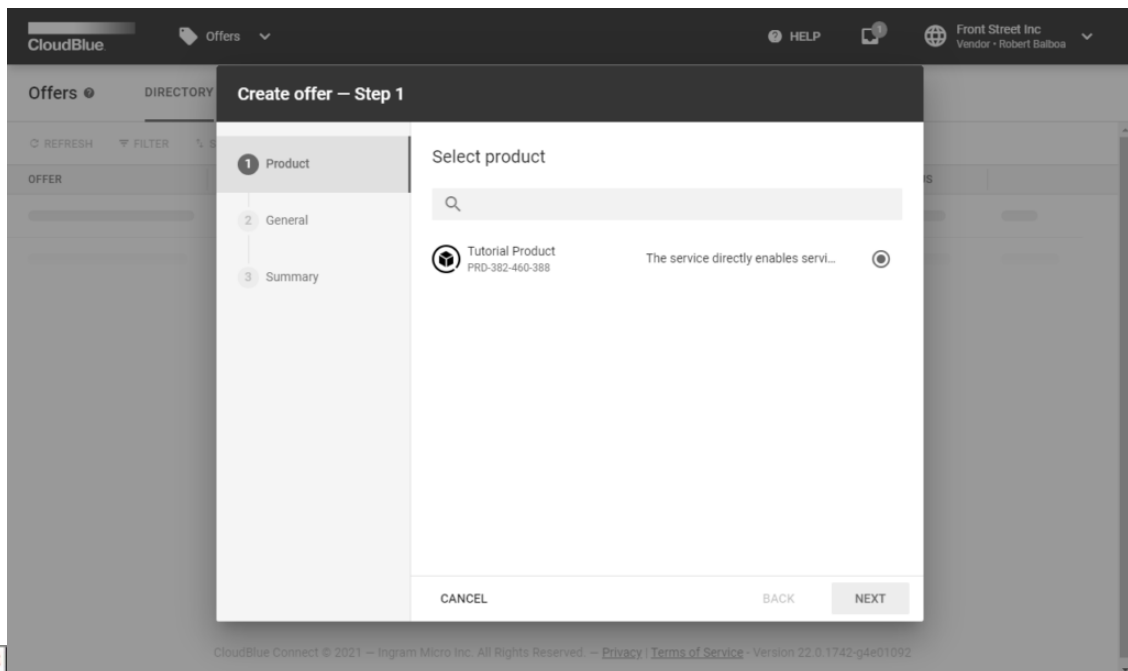 CloudBlue
Offers
HELP
1
Front Street Inc
Vendor • Robert Balboa
Offers
DIRECTORY
REFRESH
FILTER
OFFER
Create offer — Step 1
1 Product
2 General
3 Summary
Select product
Tutorial Product
PRD-382-460-388
The service directly enables servi...
CANCEL
BACK
NEXT
CloudBlue Connect © 2021 — Ingram Micro Inc. All Rights Reserved. — Privacy | Terms of Service - Version 22.0.1742-g4e01092